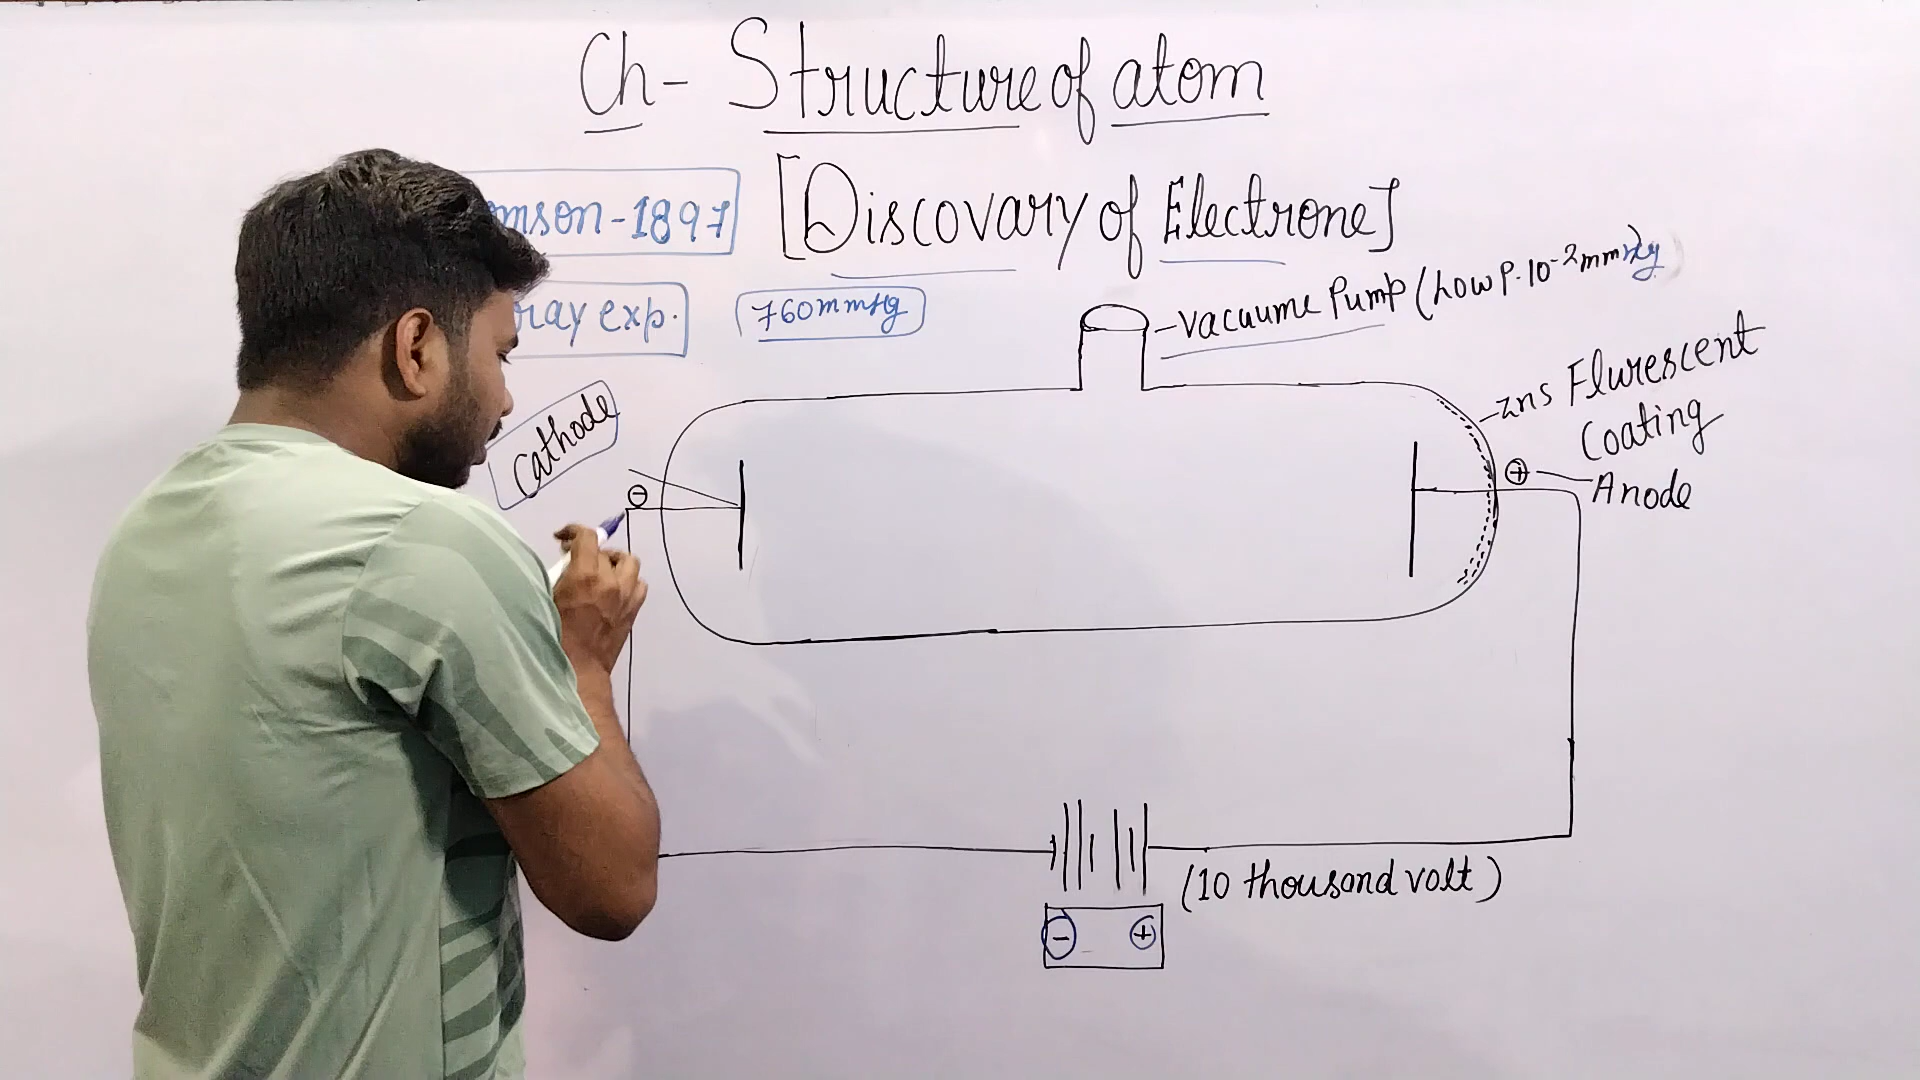 Ch- Structure of atom
omson-1897 [Discovary of Electrone]
ray exp. 760mmHg
-Vacuume Pump (Low P. 10-2mmHg)
-zns Flurescent
Coating
Cathode
⊖
⊕ -Anode
(10 thousand volt)
⊖ ⊕